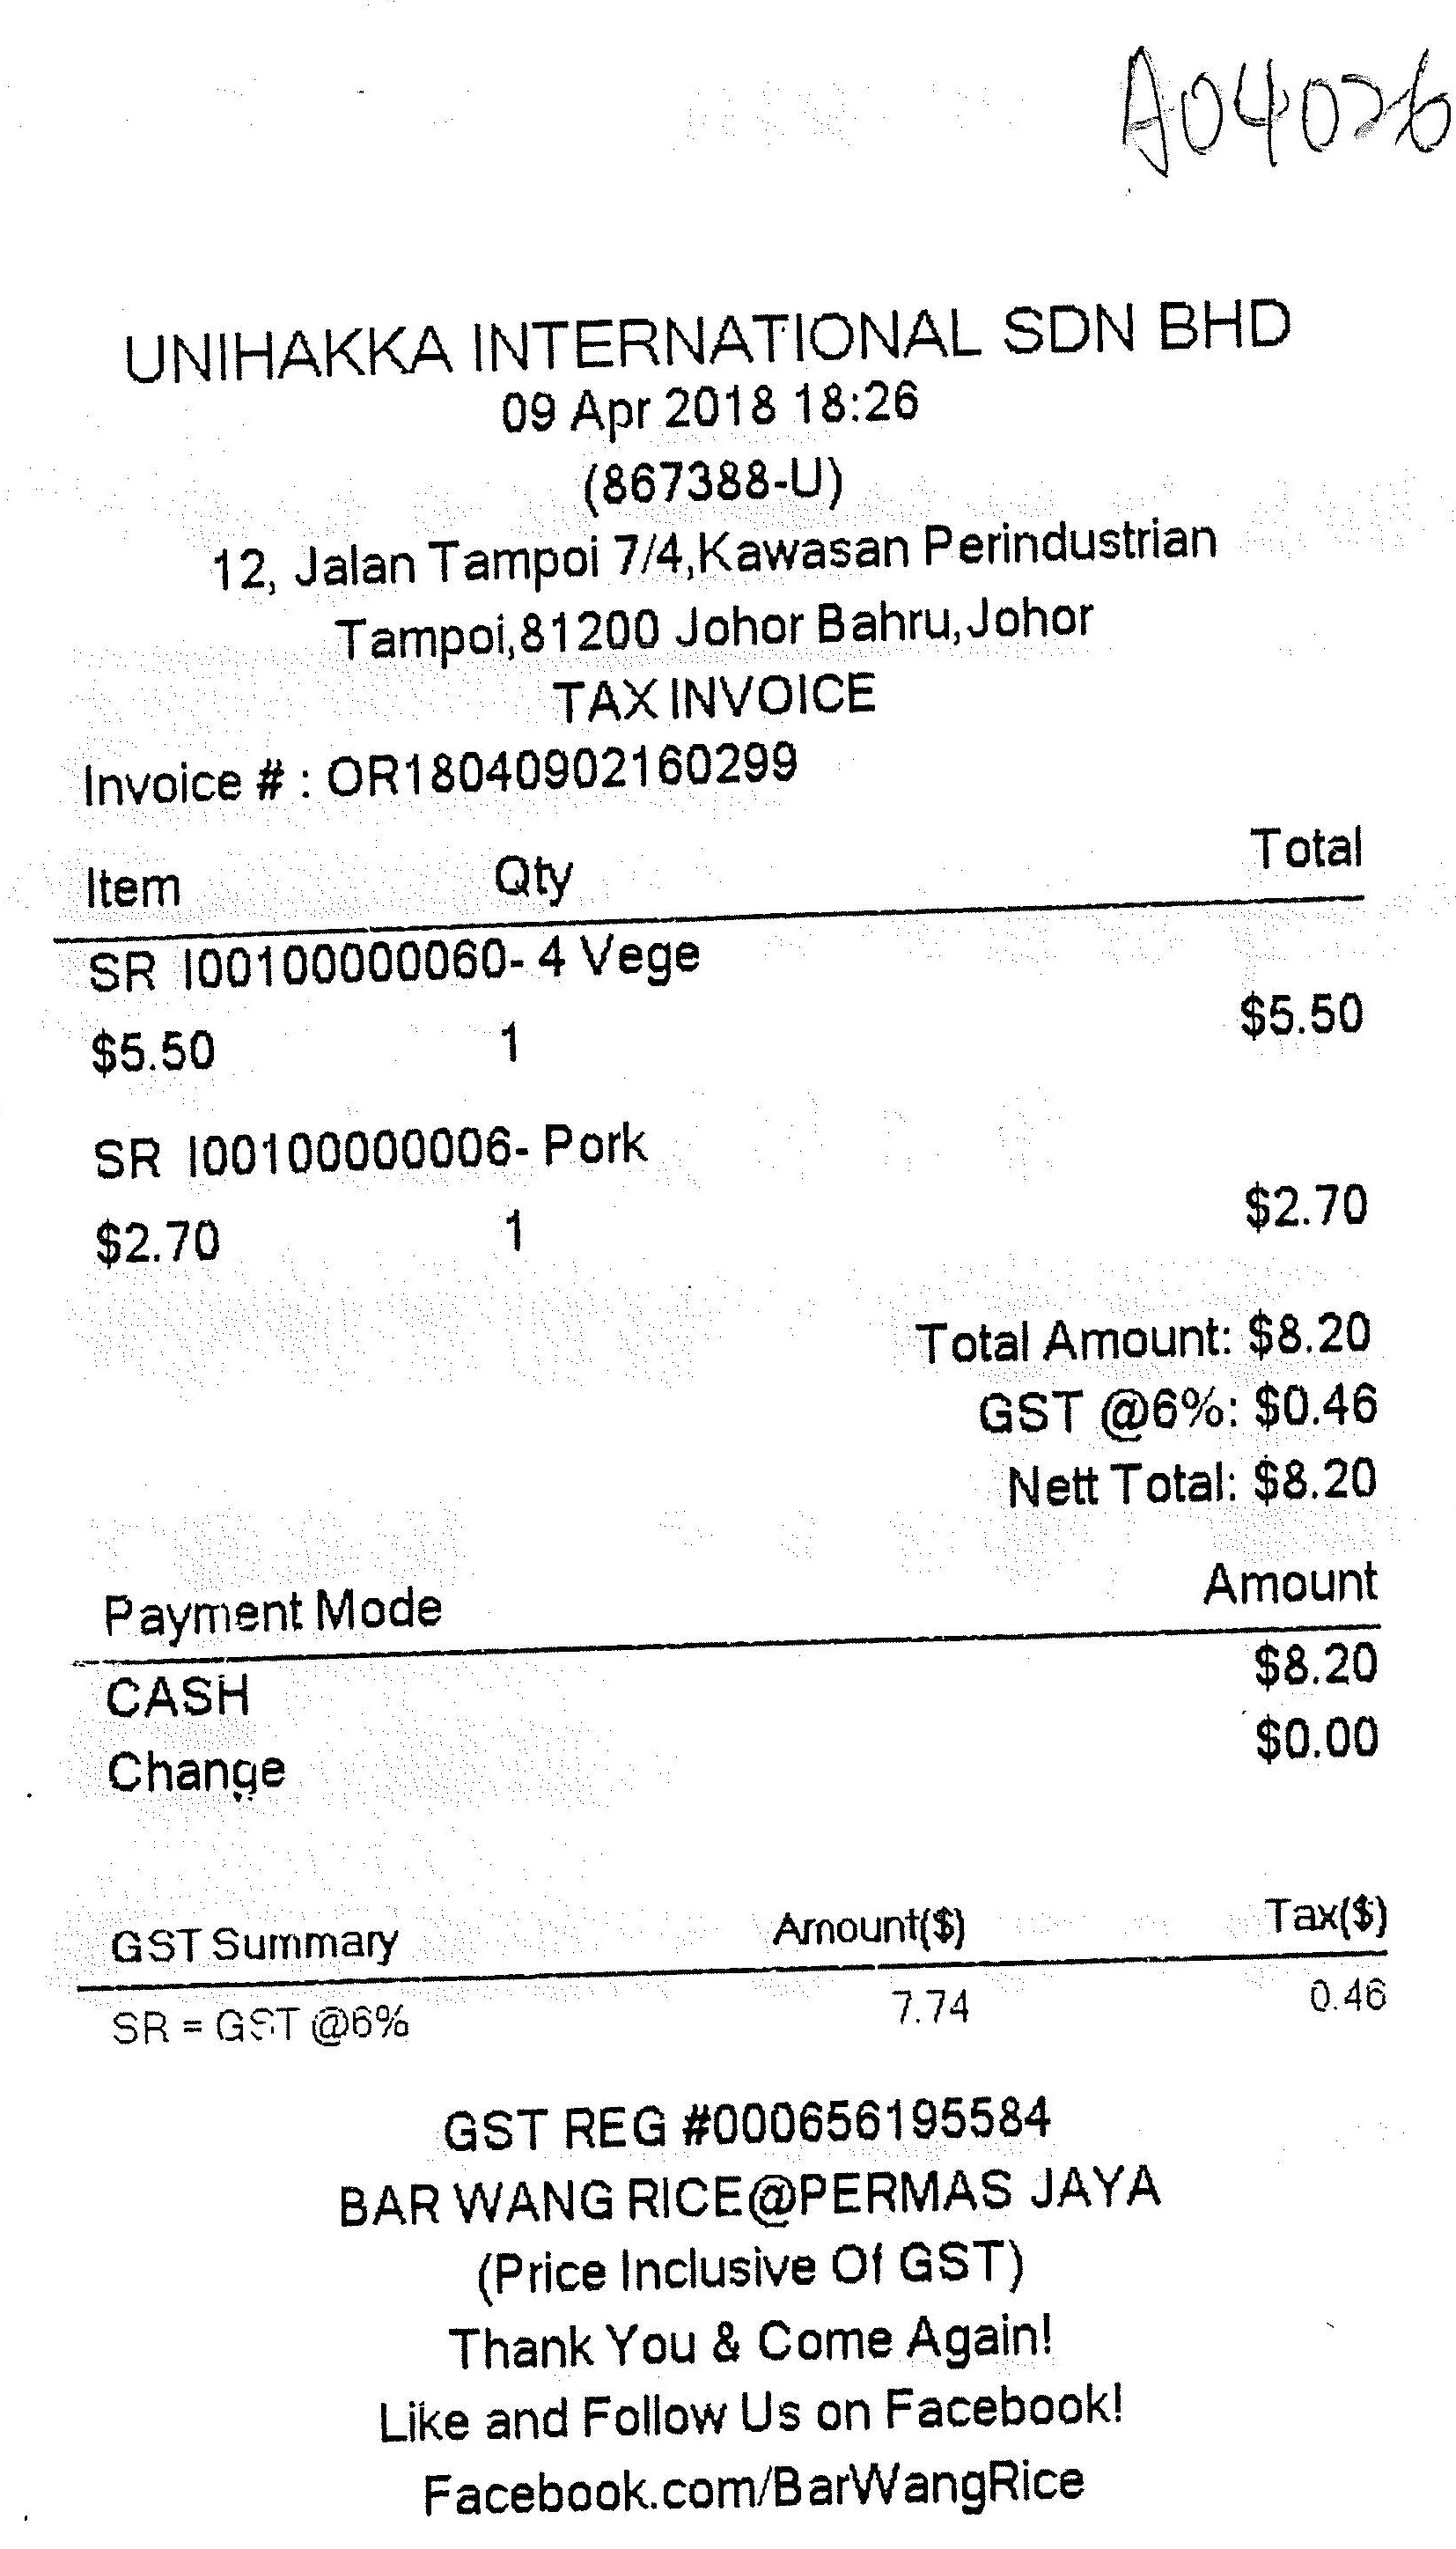 A04026
UNIHAKKA INTERNATIONAL SDN BHD
09 Apr 2018 18:26
(867388-U)
12, Jalan Tampoi 7/4,Kawasan Perindustrian
Tampoi,81200 Johor Bahru,Johor
TAX INVOICE
Invoice # : OR18040902160299
Item Qty Total
SR I00100000060- 4 Vege
$5.50 1 $5.50
SR I00100000006- Pork
$2.70 1 $2.70
Total Amount: $8.20
GST @6%: $0.46
Nett Total: $8.20
Payment Mode Amount
CASH $8.20
Change $0.00
GST Summary Amount($) Tax($)
SR = GST @6% 7.74 0.46
GST REG #000656195584
BAR WANG RICE@PERMAS JAYA
(Price Inclusive Of GST)
Thank You & Come Again!
Like and Follow Us on Facebook!
Facebook.com/BarWangRice